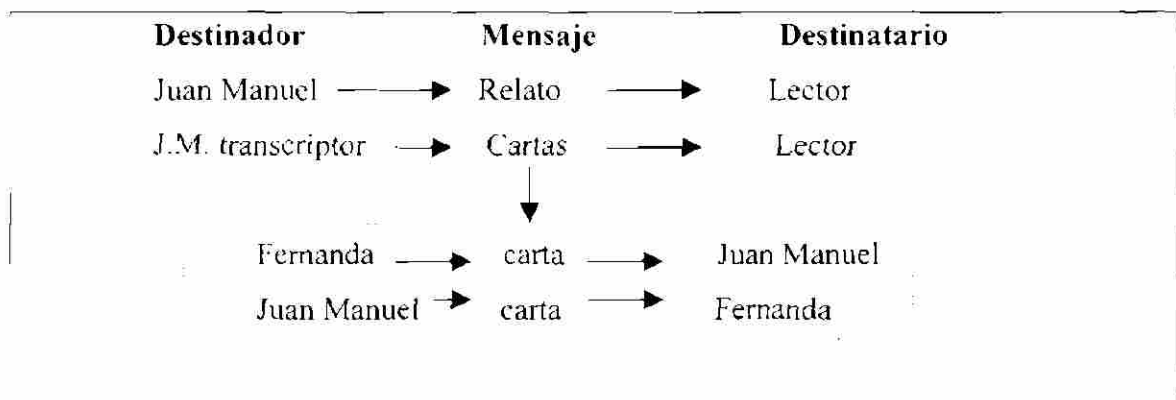 Destinador Mensaje Destinatario
Juan Manuel Relato Lector
J.M. transcriptor Cartas Lector
Fernanda carta Juan Manuel
Juan Manuel carta Fernanda